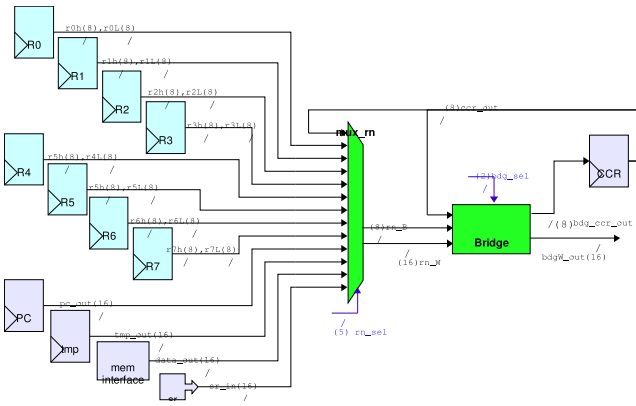 r0h(8),r0L(8)
R0
r1h(8),r1L(8)
R1
r2h(8),r2L(8)
R2
r3h(8),r3L(8)
R3
(8)ccr_out
mux_rn
r5h(8),r4L(8)
R4
r5h(8),r5L(8)
R5
r6h(8),r6L(8)
R6
r7h(8),r7L(8)
R7
(2)bdg_sel
CCR
(8)rn_B
(16)rn_W
Bridge
(8)bdg_ccr_out
bdgW_out(16)
pc_out(16)
PC
tmp_out(16)
tmp
(5) rn_sel
data_out(16)
mem
interface
sr_in(16)
sr